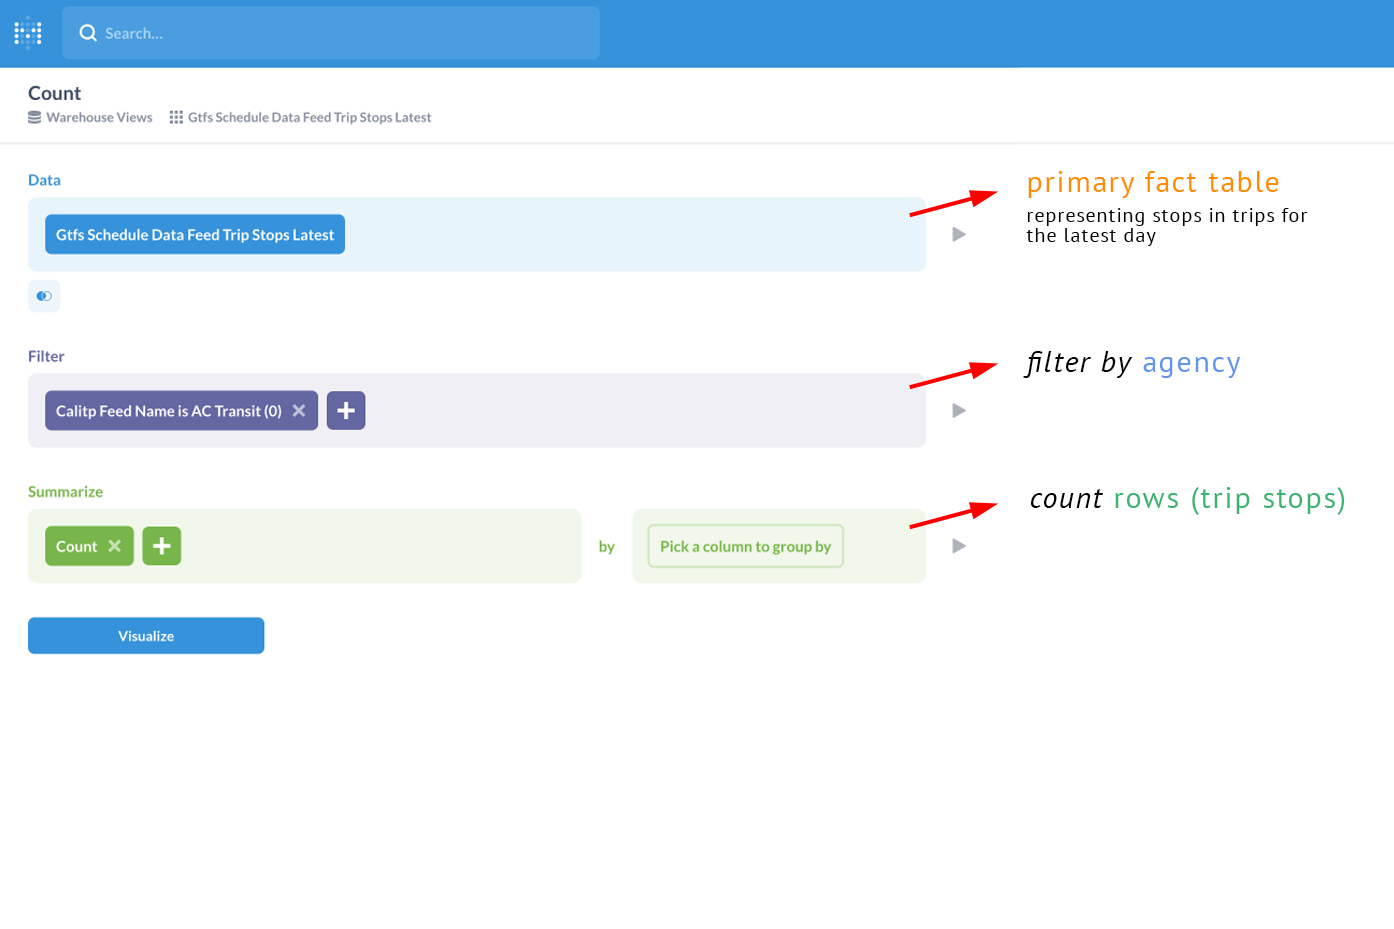 Search...
Count
Warehouse Views Gtfs Schedule Data Feed Trip Stops Latest
Data
Gtfs Schedule Data Feed Trip Stops Latest
primary fact table
representing stops in trips for
the latest day
Filter
Calitp Feed Name is AC Transit (0)
filter by agency
Summarize
Count
by
Pick a column to group by
count rows (trip stops)
Visualize